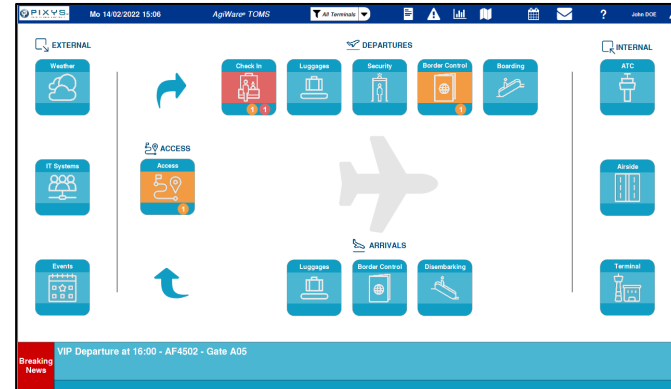 PIXYS Mo 14/02/2022 15:06 AgiWare® TOMS All Terminals ? John DOE
EXTERNAL DEPARTURES INTERNAL
Weather Check In Luggages Security Border Control Boarding ATC
1 1 1
ACCESS
IT Systems Access Airside
1
ARRIVALS
Events Luggages Border Control Disembarking Terminal
Breaking News
VIP Departure at 16:00 - AF4502 - Gate A05